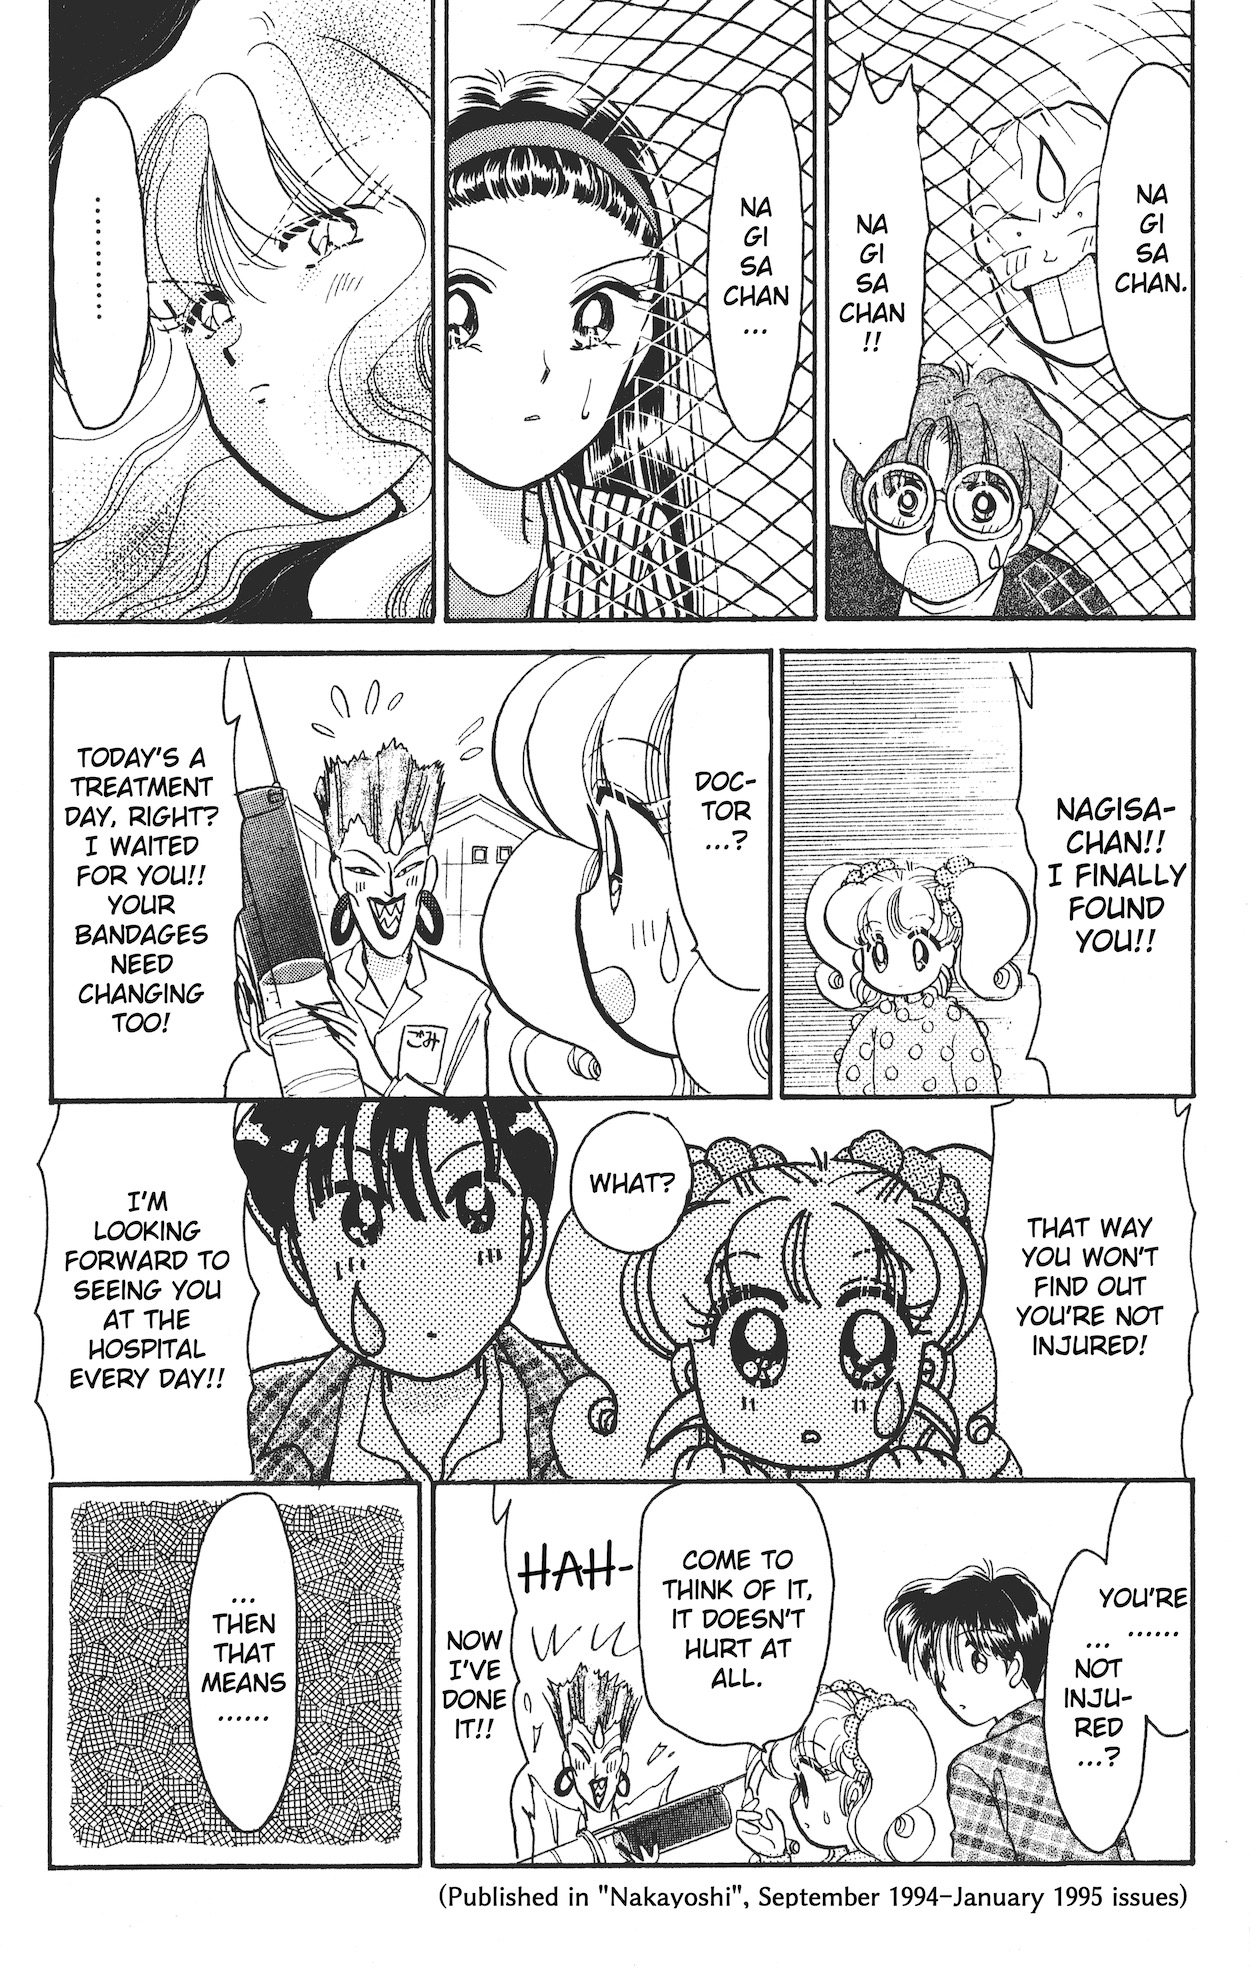 NA
GI
SA
CHAN.
NA
GI
SA
CHAN
!!
NA
GI
SA
CHAN
...
..........
NAGISA-
CHAN!!
I FINALLY
FOUND
YOU!!
DOC-
TOR
...?
TODAY'S A
TREATMENT
DAY, RIGHT?
I WAITED
FOR YOU!!
YOUR
BANDAGES
NEED
CHANGING
TOO!
ごみ
THAT WAY
YOU WON'T
FIND OUT
YOU'RE NOT
INJURED!
WHAT?
I'M
LOOKING
FORWARD TO
SEEING YOU
AT THE
HOSPITAL
EVERY DAY!!
YOU'RE
......
...
NOT
INJU-
RED
...?
COME TO
THINK OF IT,
IT DOESN'T
HURT AT
ALL.
HAH-
NOW
I'VE
DONE
IT!!
...
THEN
THAT
MEANS
......
(Published in "Nakayoshi", September 1994–January 1995 issues)